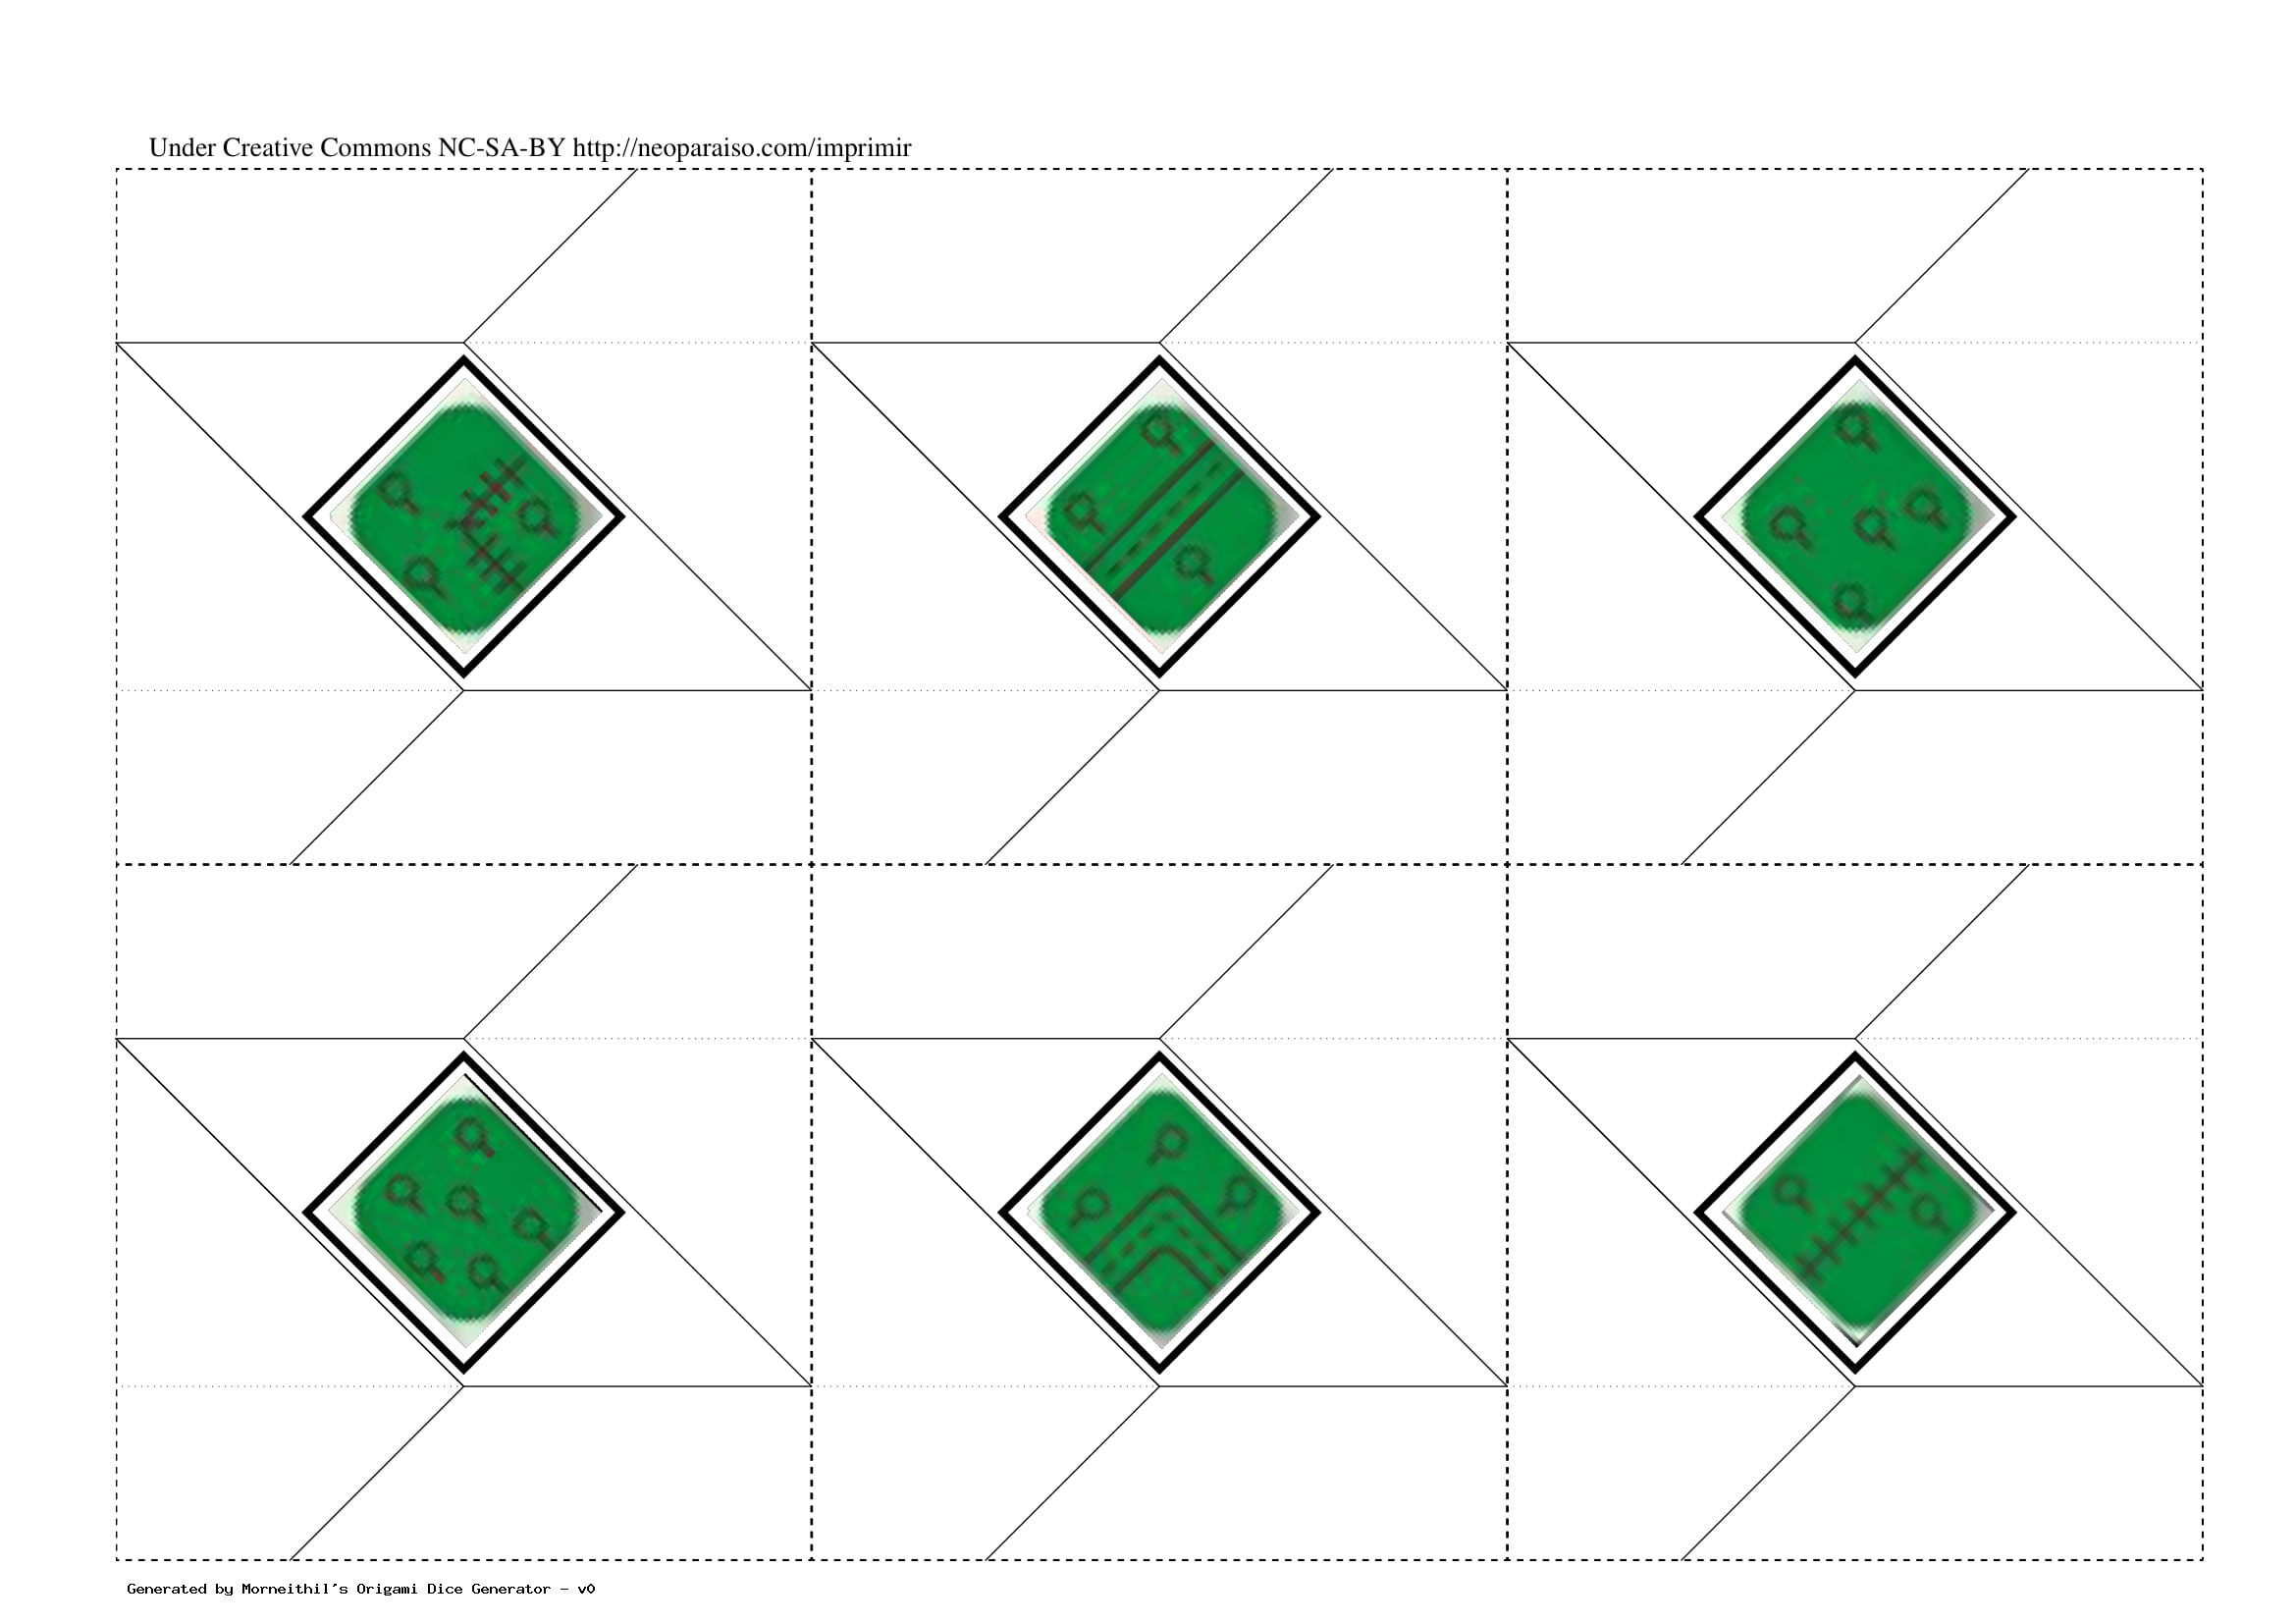 Under Creative Commons NC-SA-BY http://neoparaiso.com/imprimir
Generated by Morneithil's Origami Dice Generator - v0